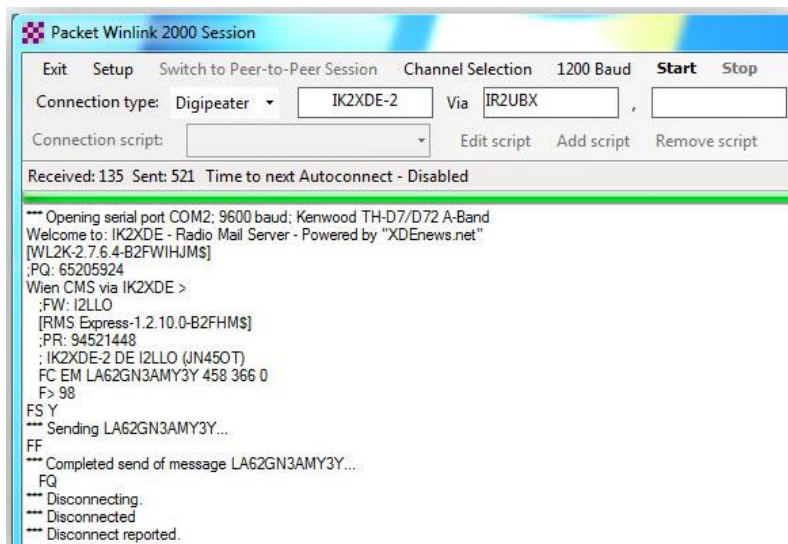 Packet Winlink 2000 Session
Exit Setup Switch to Peer-to-Peer Session Channel Selection 1200 Baud Start Stop
Connection type: Digipeater IK2XDE-2 Via IR2UBX ,
Connection script: Edit script Add script Remove script
Received: 135 Sent: 521 Time to next Autoconnect - Disabled
*** Opening serial port COM2; 9600 baud; Kenwood TH-D7/D72 A-Band
Welcome to: IK2XDE - Radio Mail Server - Powered by "XDEnews.net"
[WL2K-2.7.6.4-B2FWIHJM$]
;PQ: 65205924
Wien CMS via IK2XDE >
;FW: I2LLO
[RMS Express-1.2.10.0-B2FHM$]
;PR: 94521448
; IK2XDE-2 DE I2LLO (JN45OT)
FC EM LA62GN3AMY3Y 458 366 0
F> 98
FS Y
*** Sending LA62GN3AMY3Y...
FF
*** Completed send of message LA62GN3AMY3Y...
FQ
*** Disconnecting.
*** Disconnected
*** Disconnect reported.